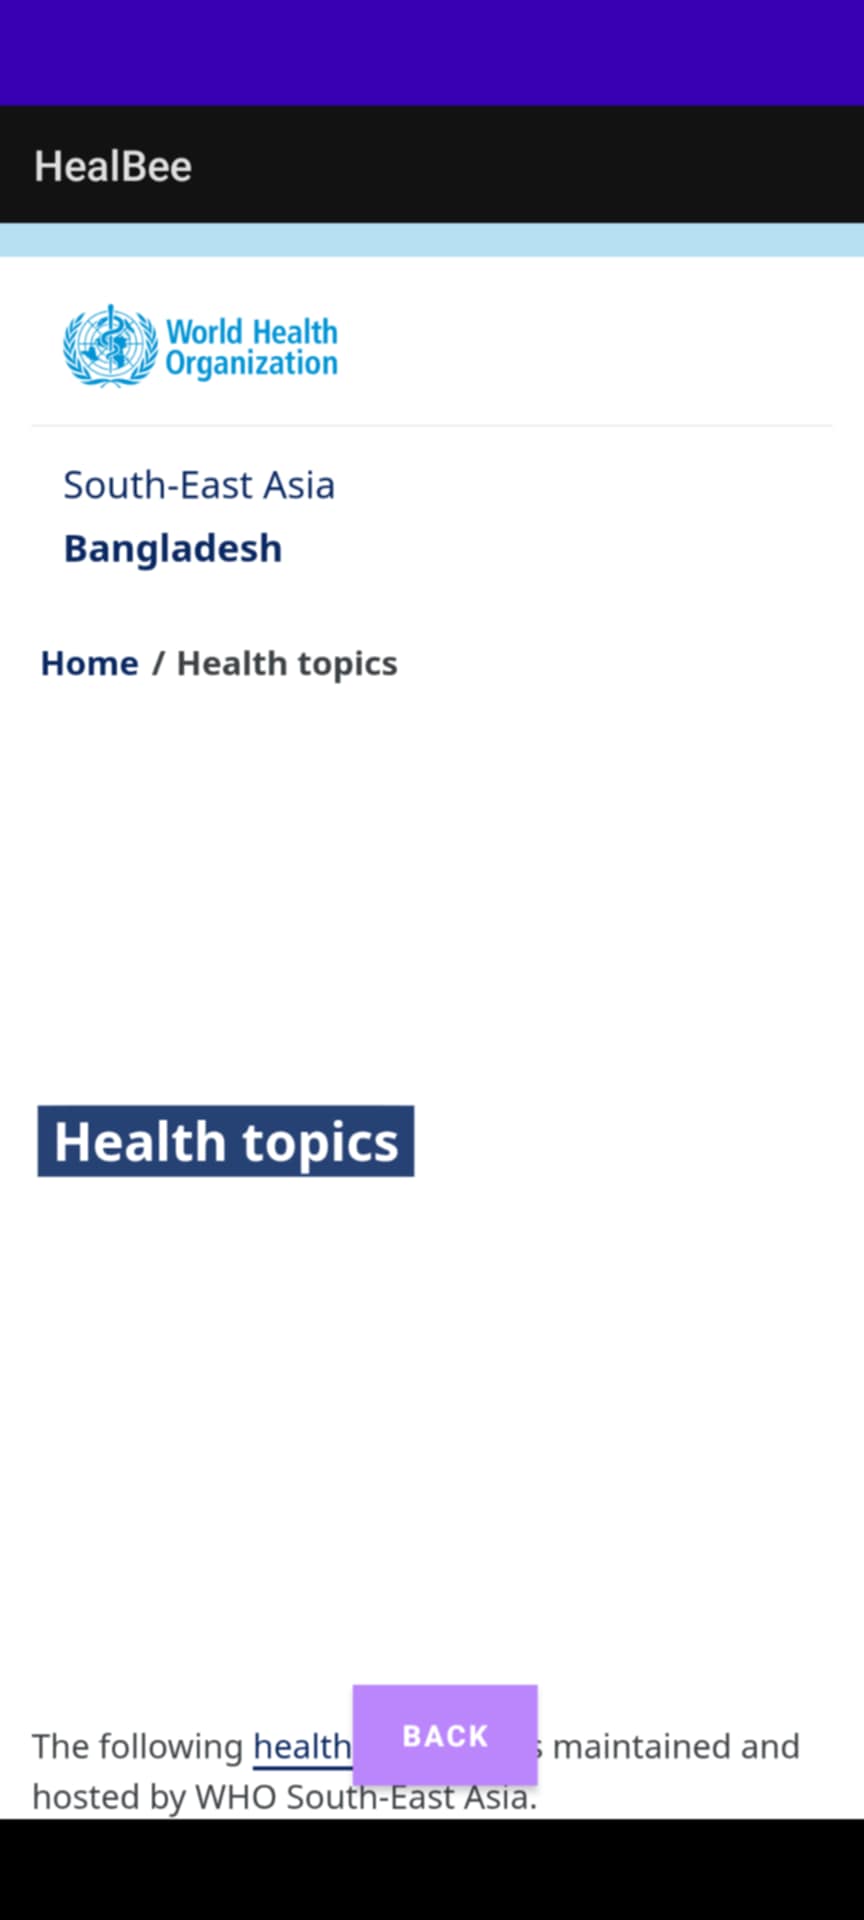 HealBee
World Health
Organization
South-East Asia
Bangladesh
Home / Health topics
Health topics
BACK
The following health maintained and
hosted by WHO South-East Asia.